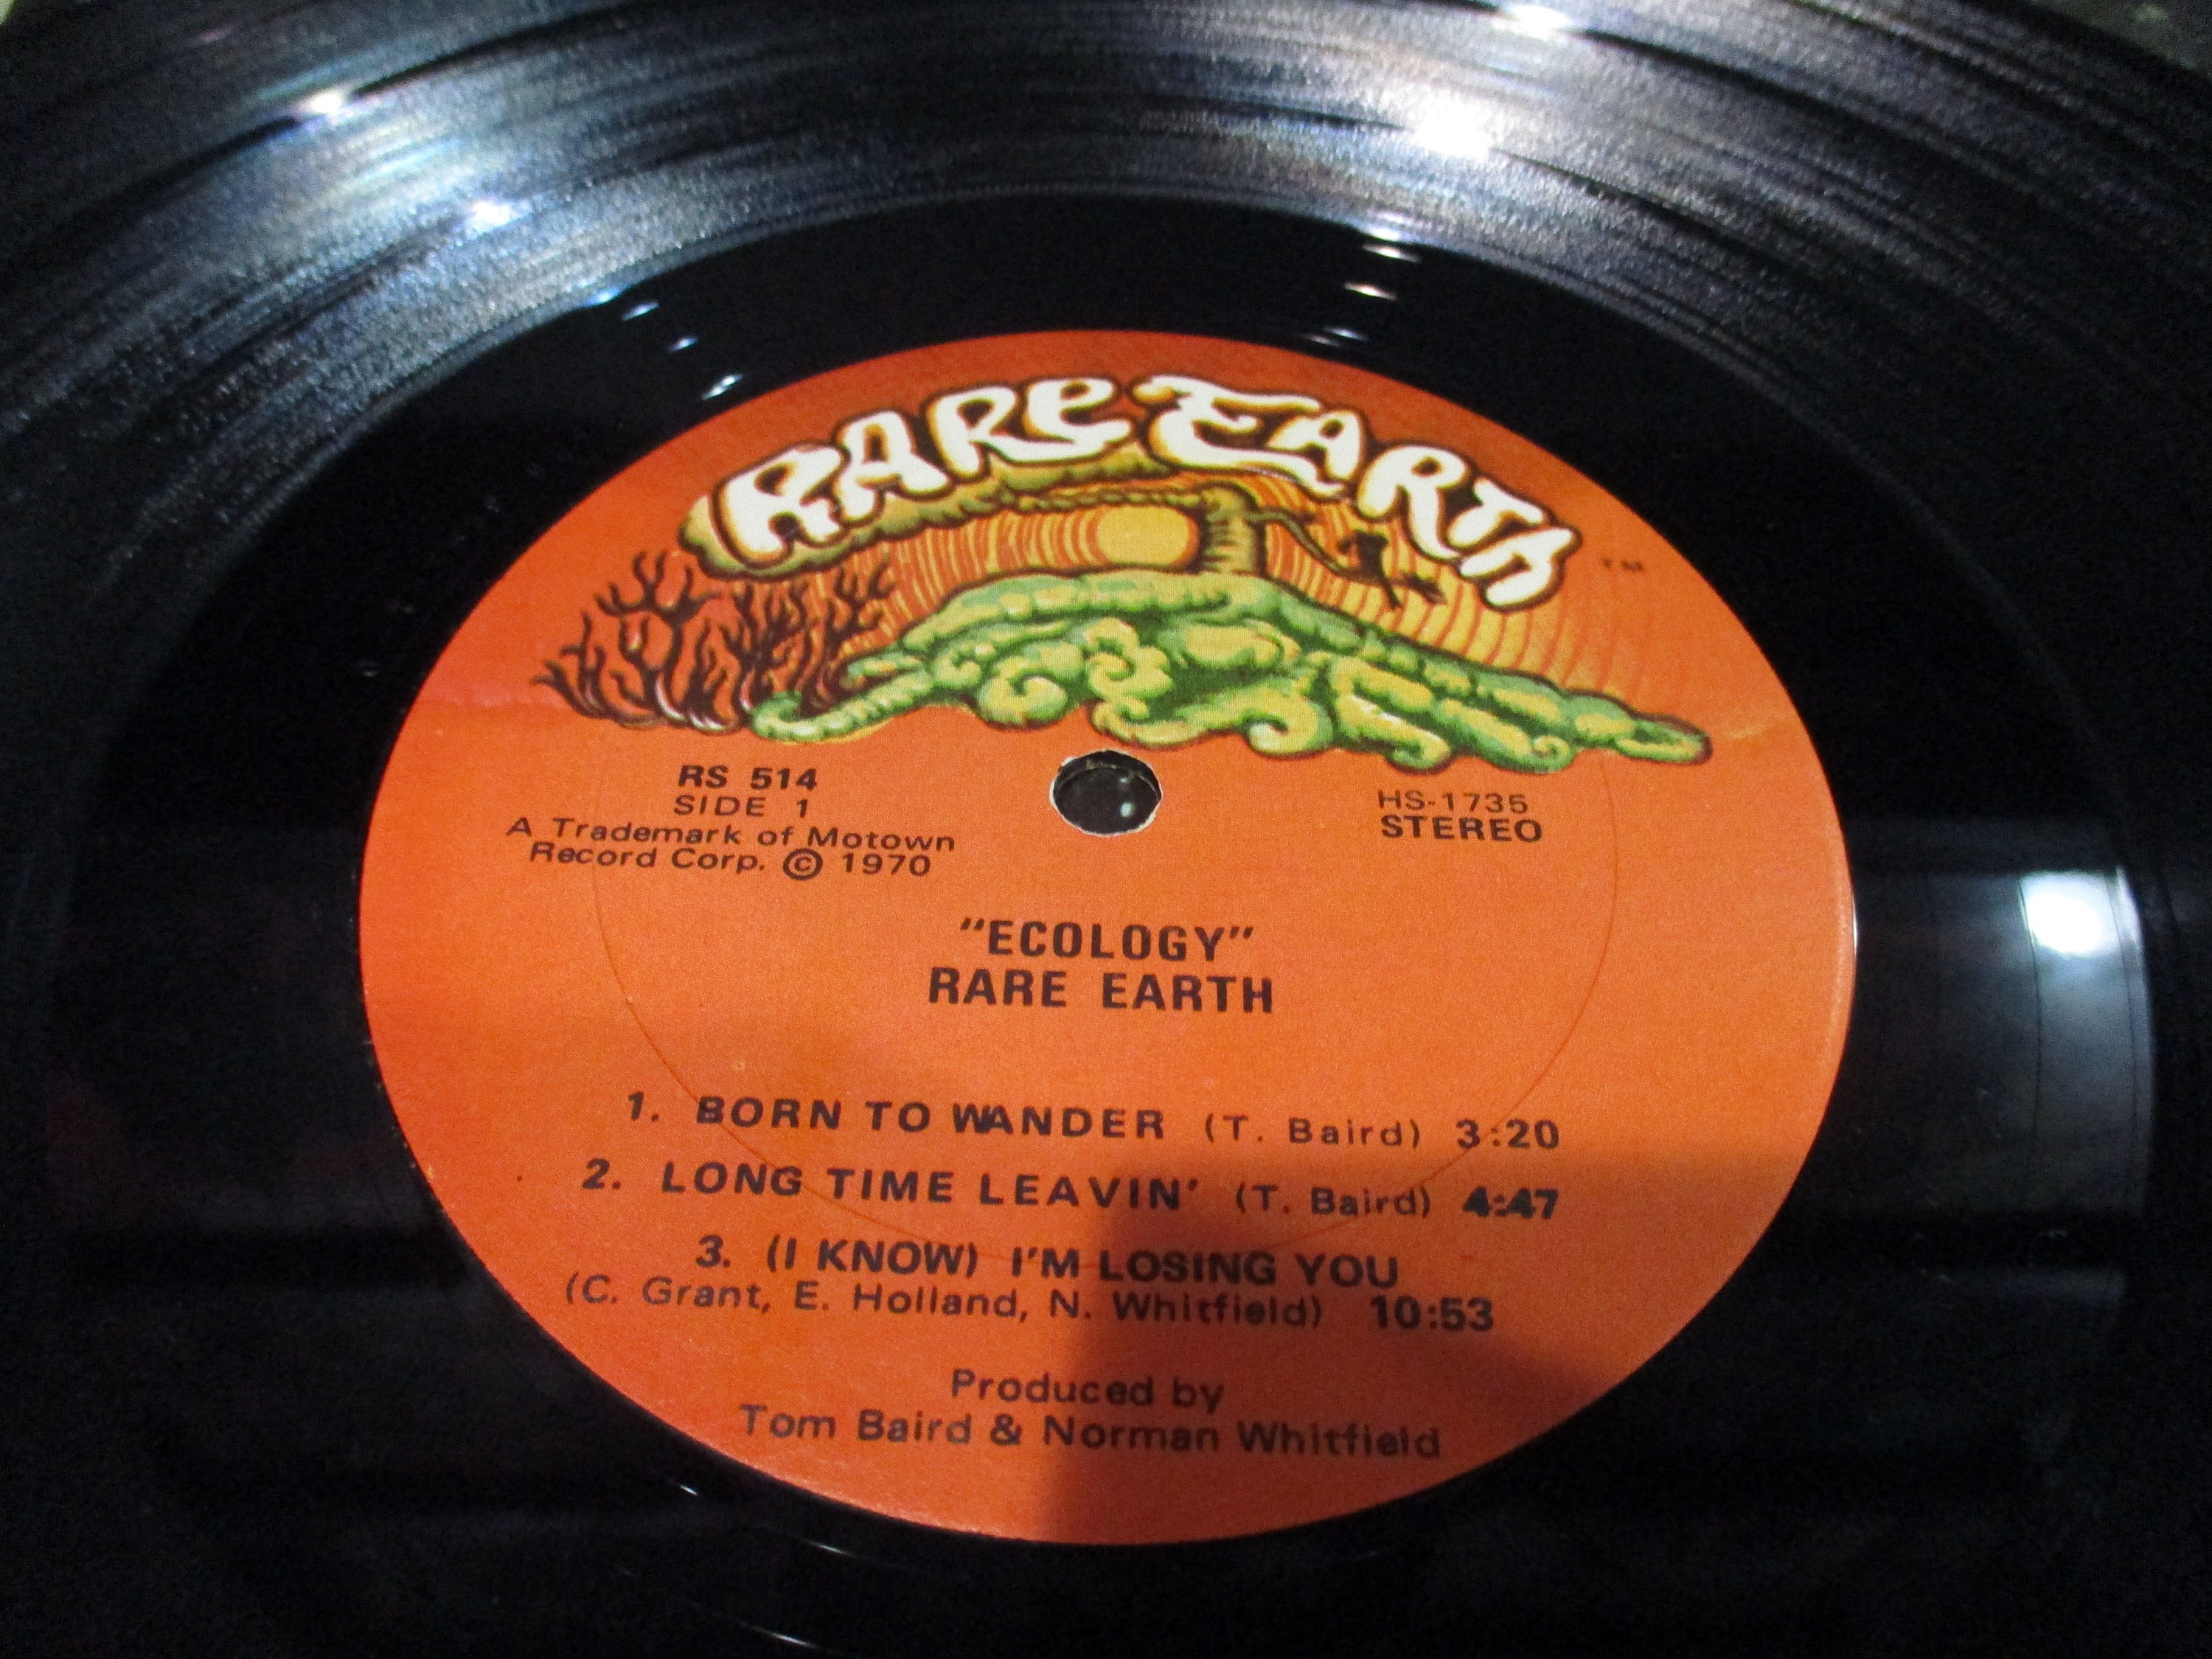 RARE EARTH
TM
RS 514
SIDE 1
A Trademark of Motown
Record Corp. © 1970
HS-1735
STEREO
"ECOLOGY"
RARE EARTH
1. BORN TO WANDER (T. Baird) 3:20
2. LONG TIME LEAVIN' (T. Baird) 4:47
3. (I KNOW) I'M LOSING YOU
(C. Grant, E. Holland, N. Whitfield) 10:53
Produced by
Tom Baird & Norman Whitfield